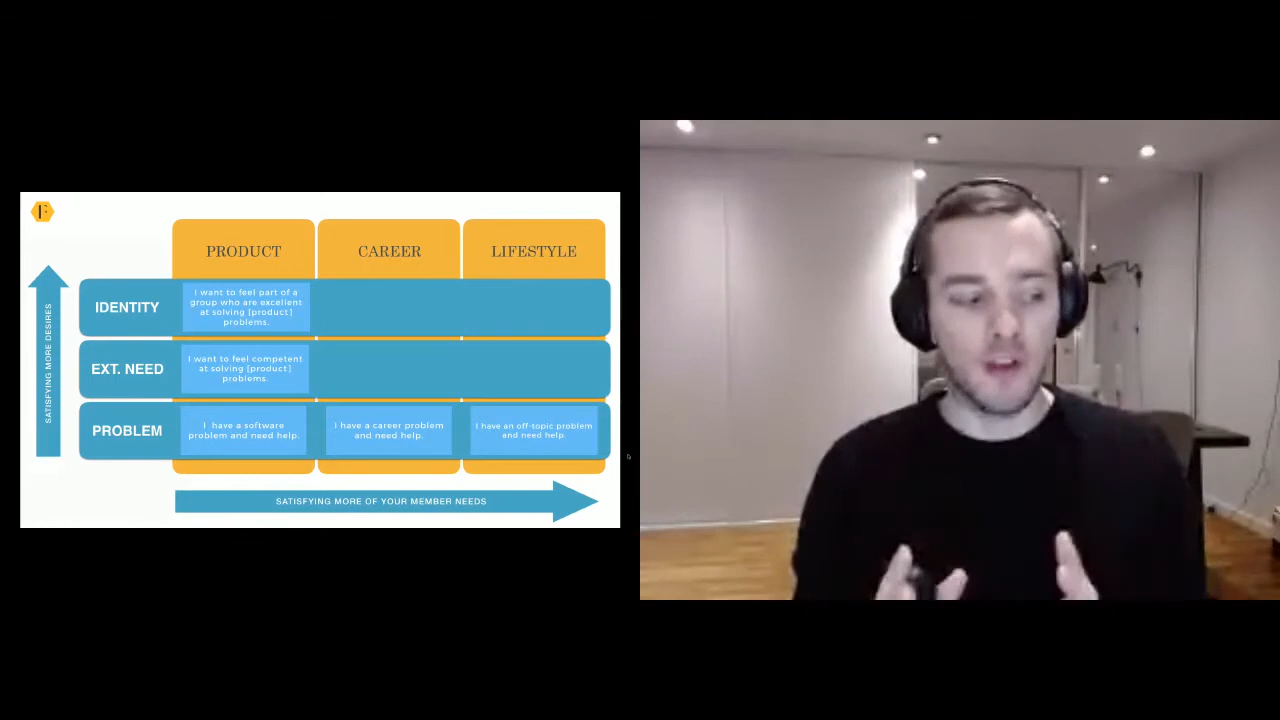 F
PRODUCT
CAREER
LIFESTYLE
SATISFYING MORE DESIRES
IDENTITY
I want to feel part of a
group who are excellent
at solving [product]
problems.
EXT. NEED
I want to feel competent
at solving [product]
problems.
PROBLEM
I have a software
problem and need help.
I have a career problem
and need help.
I have an off-topic problem
and need help.
SATISFYING MORE OF YOUR MEMBER NEEDS